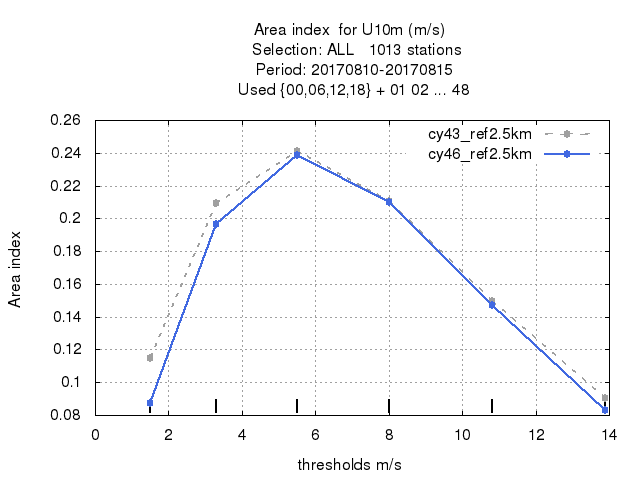 Area index  for U10m (m/s)
Selection: ALL   1013 stations
Period: 20170810-20170815
Used {00,06,12,18} + 01 02 ... 48
cy43_ref2.5km
cy46_ref2.5km
Area index
0.26
0.24
0.22
0.2
0.18
0.16
0.14
0.12
0.1
0.08
0 2 4 6 8 10 12 14
thresholds m/s